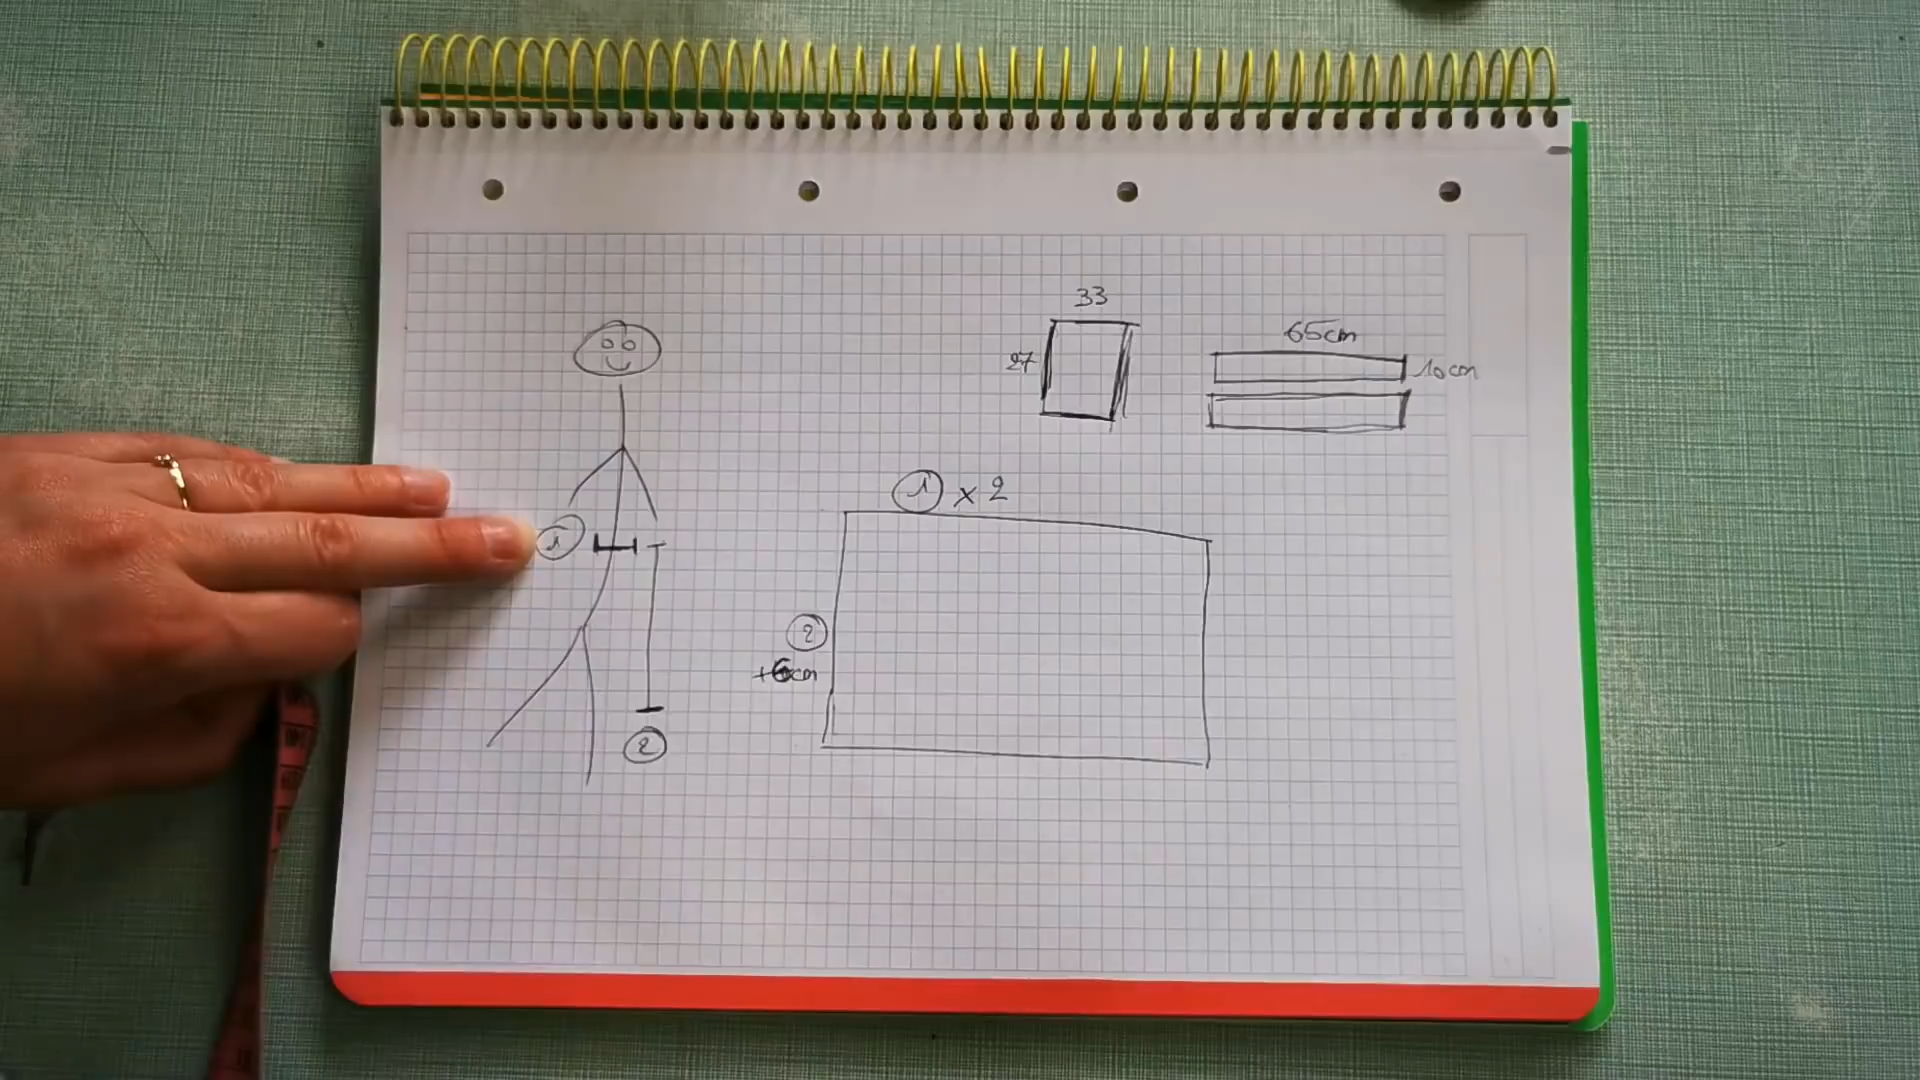 33
27
65cm
10cm
① x 2
①
②
+6cm
②